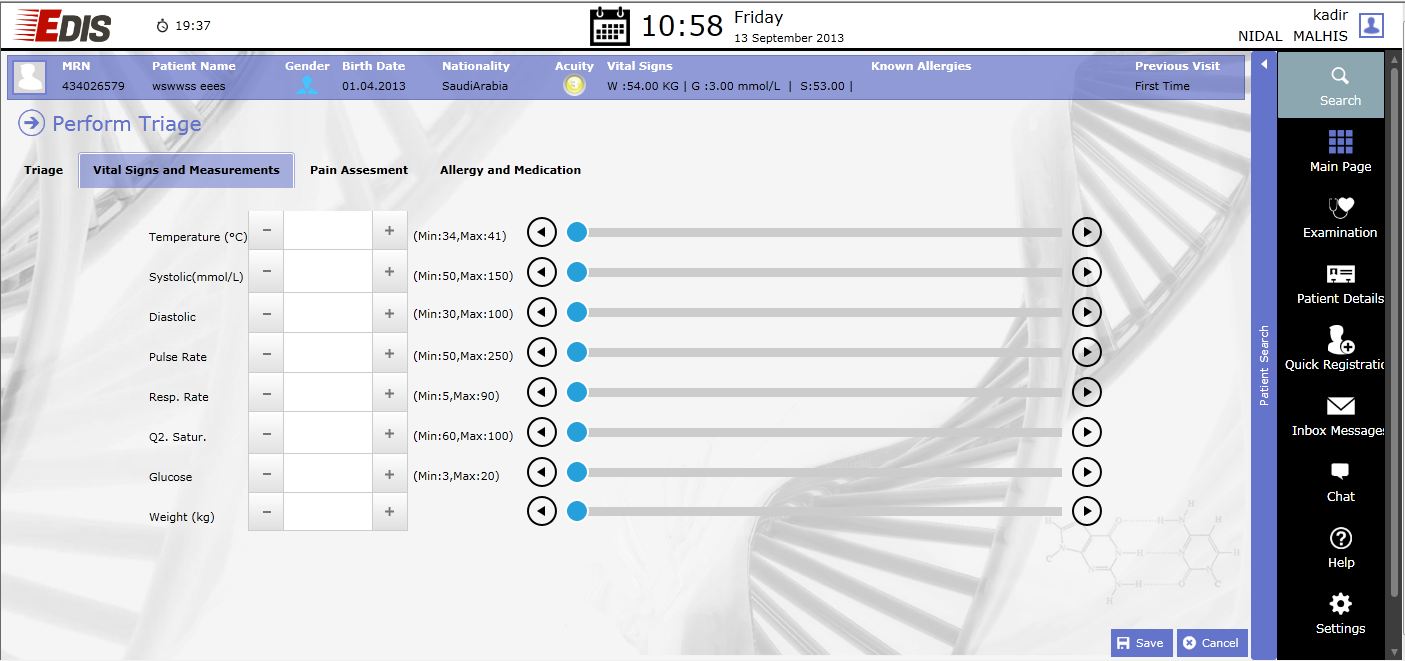 EDIS
19:37
10:58
Friday
13 September 2013
kadir
NIDAL MALHIS
MRN Patient Name Gender Birth Date Nationality Acuity Vital Signs Known Allergies Previous Visit
434026579 wswwss eees 01.04.2013 SaudiArabia 3 W :54.00 KG | G :3.00 mmol/L | S:53.00 | First Time
Perform Triage
Triage Vital Signs and Measurements Pain Assesment Allergy and Medication
Temperature (°C) − + (Min:34,Max:41)
Systolic(mmol/L) − + (Min:50,Max:150)
Diastolic − + (Min:30,Max:100)
Pulse Rate − + (Min:50,Max:250)
Resp. Rate − + (Min:5,Max:90)
Q2. Satur. − + (Min:60,Max:100)
Glucose − + (Min:3,Max:20)
Weight (kg) − +
Save Cancel
Patient Search
Search
Main Page
Examination
Patient Details
Quick Registratic
Inbox Messages
Chat
Help
Settings